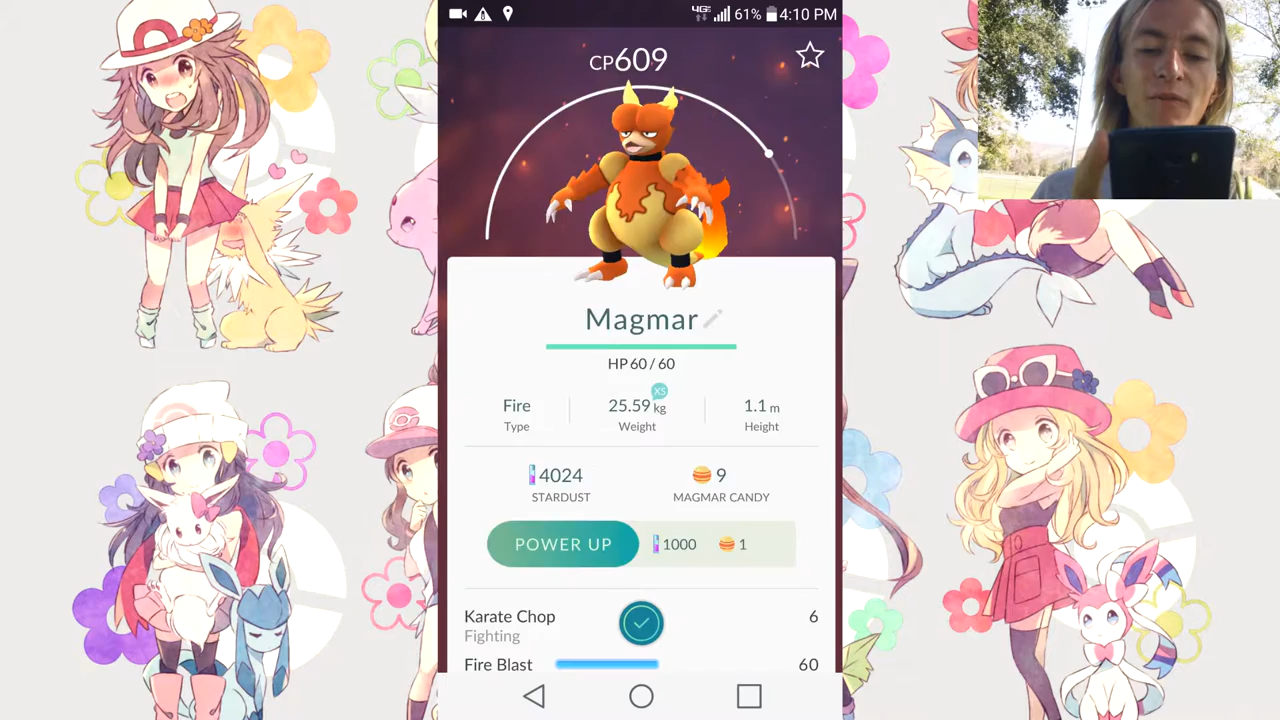 4GE 61% 4:10 PM
CP609
Magmar
HP 60 / 60
XS
Fire 25.59 kg 1.1 m
Type Weight Height
4024 9
STARDUST MAGMAR CANDY
POWER UP 1000 1
Karate Chop 6
Fighting
Fire Blast 60